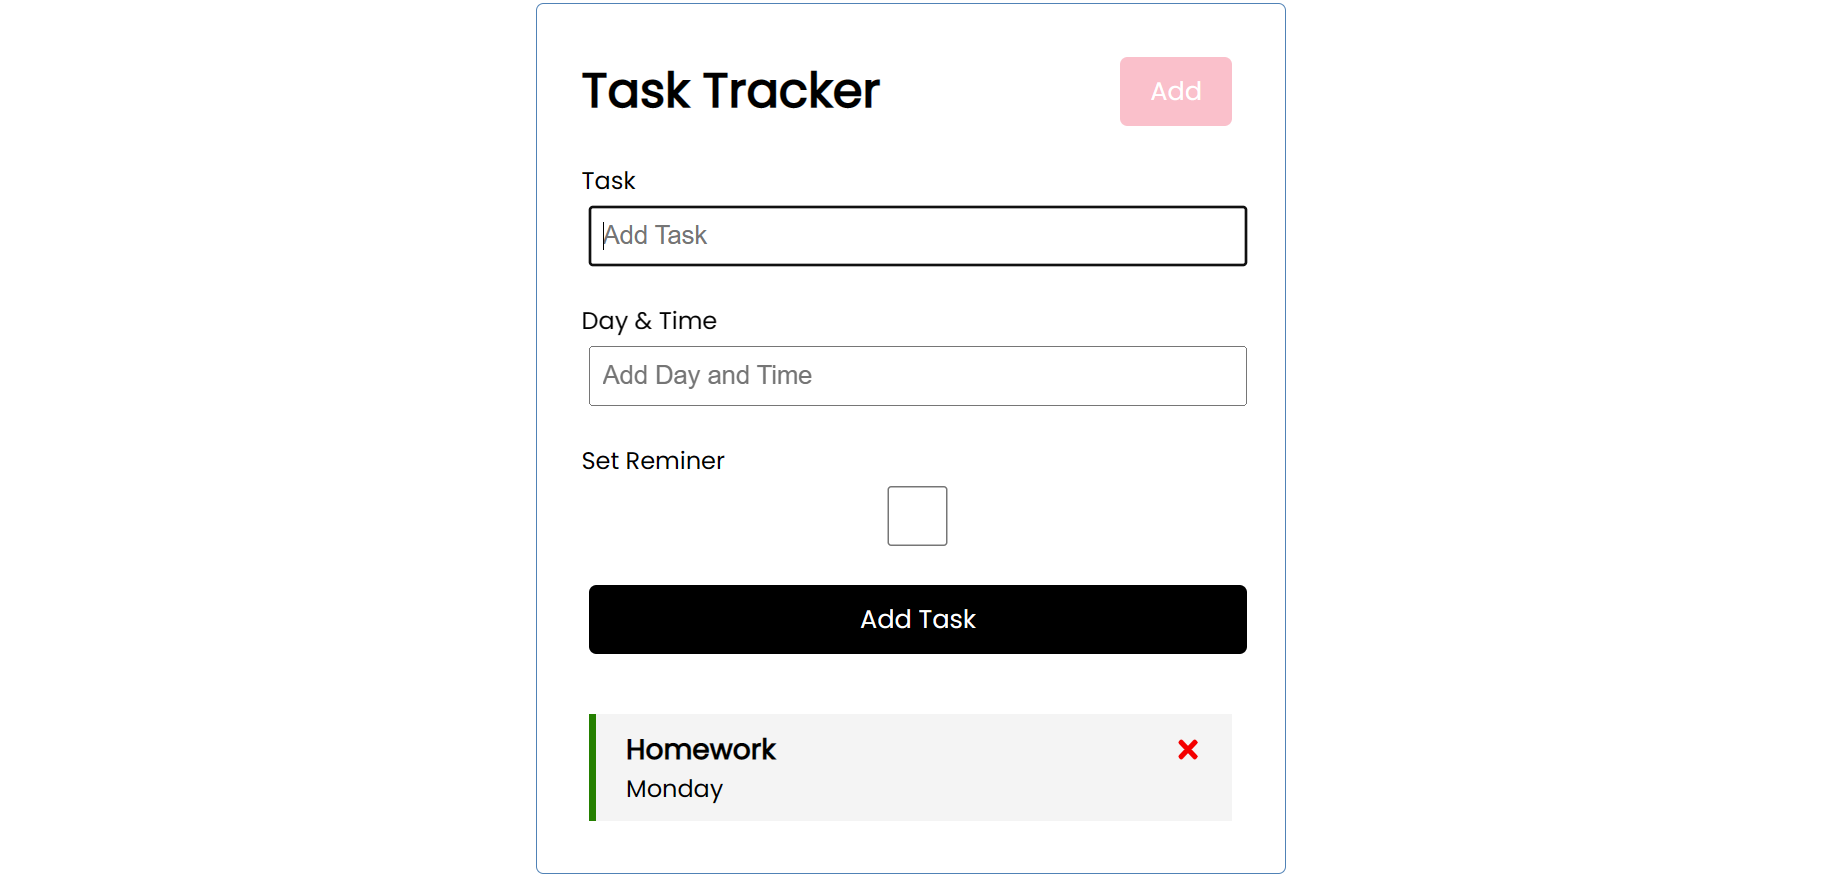 Task Tracker
Add
Task
Add Task
Day & Time
Add Day and Time
Set Reminer
Add Task
Homework
Monday